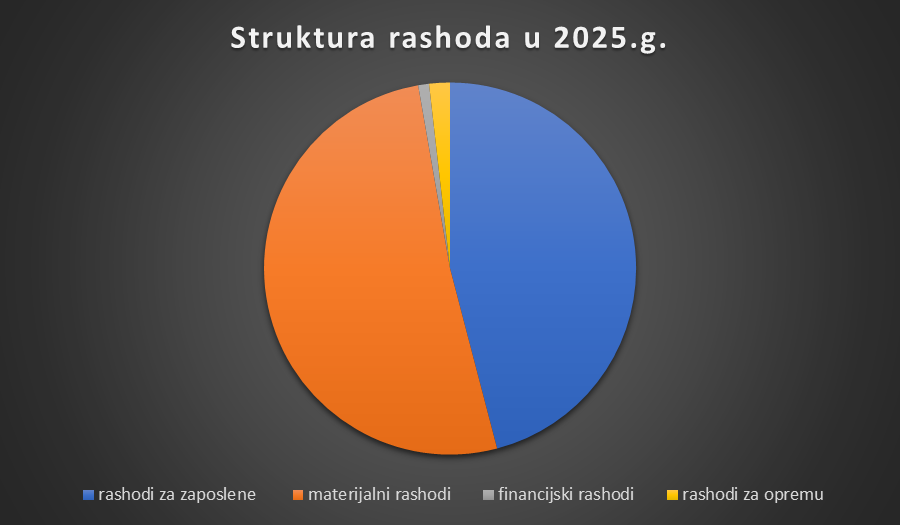 Struktura rashoda u 2025.g.
rashodi za zaposlene materijalni rashodi financijski rashodi rashodi za opremu